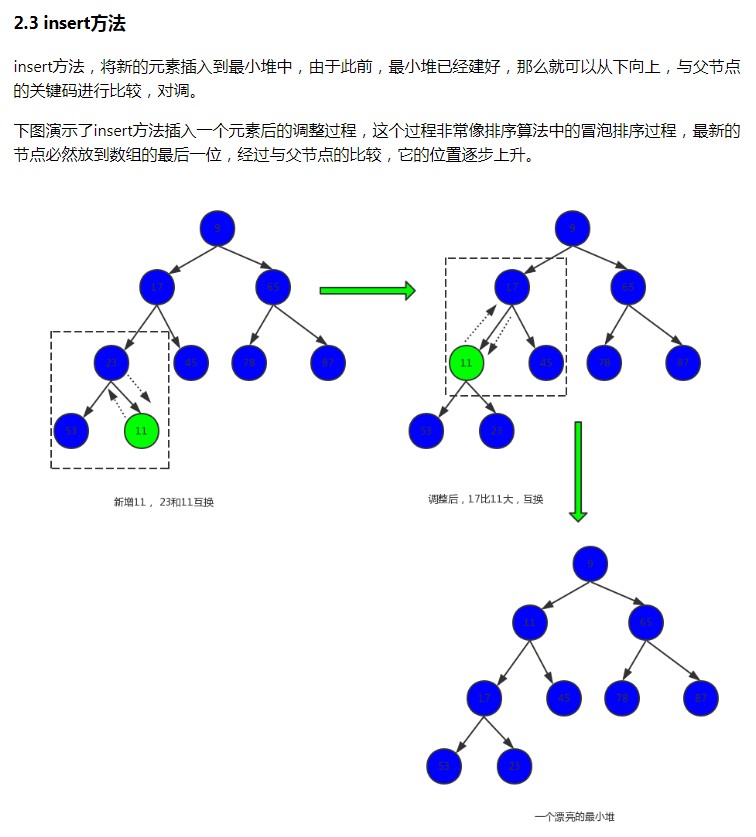 2.3 insert方法
insert方法，将新的元素插入到最小堆中，由于此前，最小堆已经建好，那么就可以从下向上，与父节点
的关键码进行比较，对调。
下图演示了insert方法插入一个元素后的调整过程，这个过程非常像排序算法中的冒泡排序过程，最新的
节点必然放到数组的最后一位，经过与父节点的比较，它的位置逐步上升。
9
17 65
23 45 78 87
53 11
新增11， 23和11互换
9
17 65
11 45 78 87
53 23
调整后，17比11大，互换
9
11 65
17 45 78 87
53 23
一个漂亮的最小堆